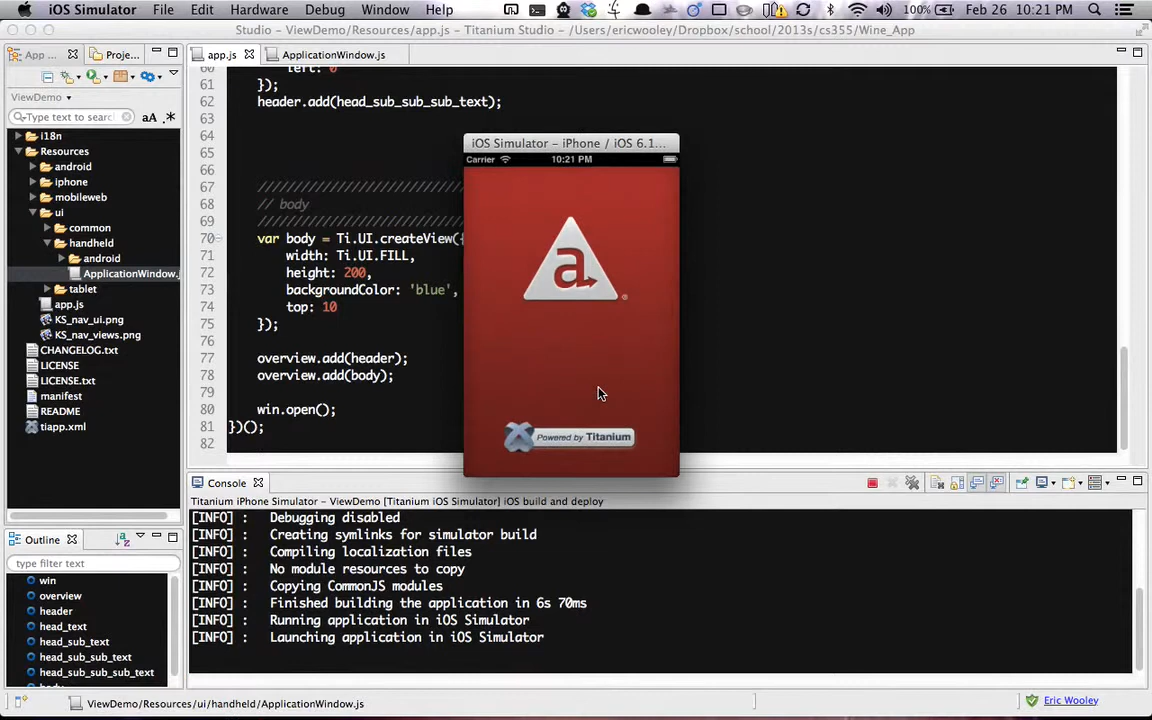 iOS Simulator File Edit Hardware Debug Window Help 100% Feb 26 10:21 PM
Studio - ViewDemo/Resources/app.js - Titanium Studio - /Users/ericwooley/Dropbox/school/2013s/cs355/Wine_App
App ... Proje...
ViewDemo
Type to searc aA .*
i18n
Resources
android
iphone
mobileweb
ui
common
handheld
android
ApplicationWindow.j
tablet
app.js
KS_nav_ui.png
KS_nav_views.png
CHANGELOG.txt
LICENSE
LICENSE.txt
manifest
README
tiapp.xml
Outline
type filter text
win
overview
header
head_text
head_sub_text
head_sub_sub_text
head_sub_sub_sub_text
app.js ApplicationWindow.js
60 left: 0
61 });
62 header.add(head_sub_sub_sub_text);
63
64
65
66
67 ////////////////////////////
68 // body
69 ////////////////////////////
70 var body = Ti.UI.createView({
71 width: Ti.UI.FILL,
72 height: 200,
73 backgroundColor: 'blue',
74 top: 10
75 });
76
77 overview.add(header);
78 overview.add(body);
79
80 win.open();
81 })();
82
iOS Simulator - iPhone / iOS 6.1...
Carrier 10:21 PM
a
Powered by Titanium
Console
Titanium iPhone Simulator - ViewDemo [Titanium iOS Simulator] iOS build and deploy
[INFO] : Debugging disabled
[INFO] : Creating symlinks for simulator build
[INFO] : Compiling localization files
[INFO] : No module resources to copy
[INFO] : Copying CommonJS modules
[INFO] : Finished building the application in 6s 70ms
[INFO] : Running application in iOS Simulator
[INFO] : Launching application in iOS Simulator
ViewDemo/Resources/ui/handheld/ApplicationWindow.js
Eric Wooley